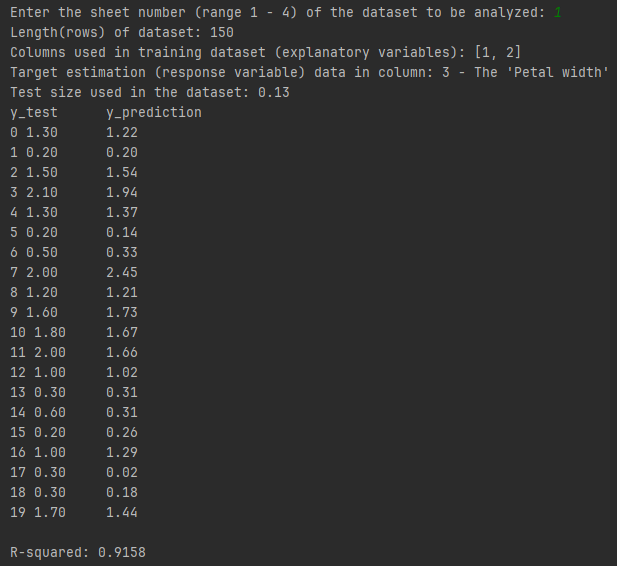 Enter the sheet number (range 1 - 4) of the dataset to be analyzed: 1
Length(rows) of dataset: 150
Columns used in training dataset (explanatory variables): [1, 2]
Target estimation (response variable) data in column: 3 - The 'Petal width'
Test size used in the dataset: 0.13
y_test      y_prediction
0 1.30      1.22
1 0.20      0.20
2 1.50      1.54
3 2.10      1.94
4 1.30      1.37
5 0.20      0.14
6 0.50      0.33
7 2.00      2.45
8 1.20      1.21
9 1.60      1.73
10 1.80     1.67
11 2.00     1.66
12 1.00     1.02
13 0.30     0.31
14 0.60     0.31
15 0.20     0.26
16 1.00     1.29
17 0.30     0.02
18 0.30     0.18
19 1.70     1.44
R-squared: 0.9158